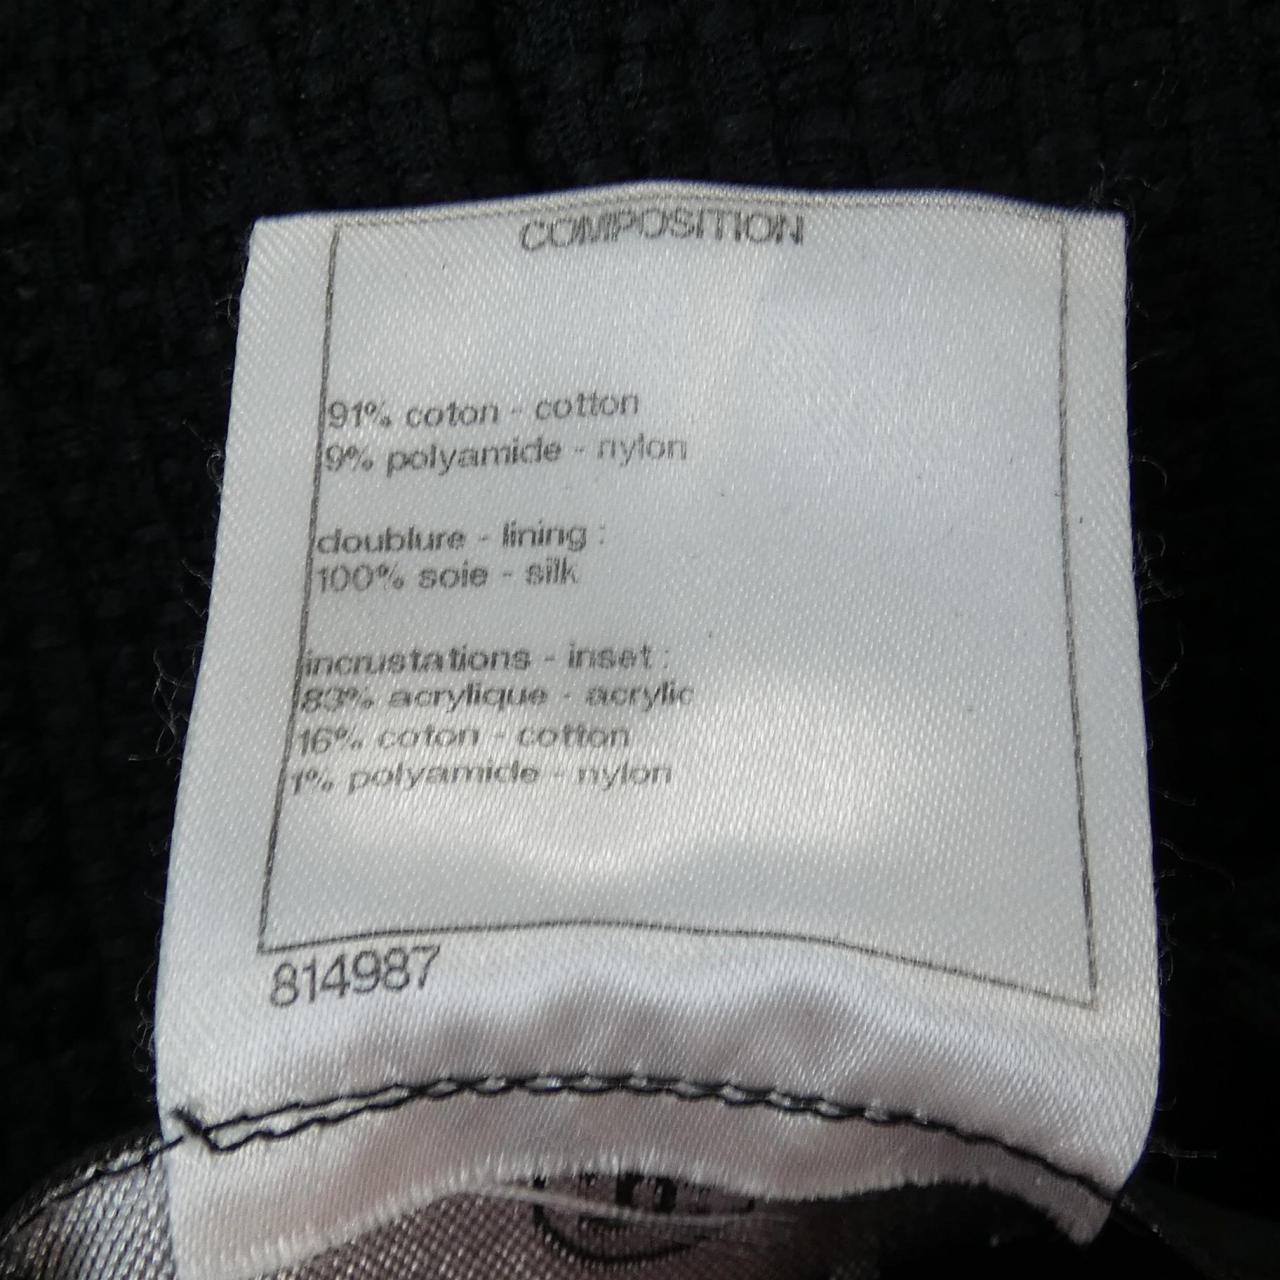 COMPOSITION
91% coton - cotton
9% polyamide - nylon
doublure - lining :
100% soie - silk
incrustations - inset :
83% acrylique - acrylic
16% coton - cotton
1% polyamide - nylon
814987